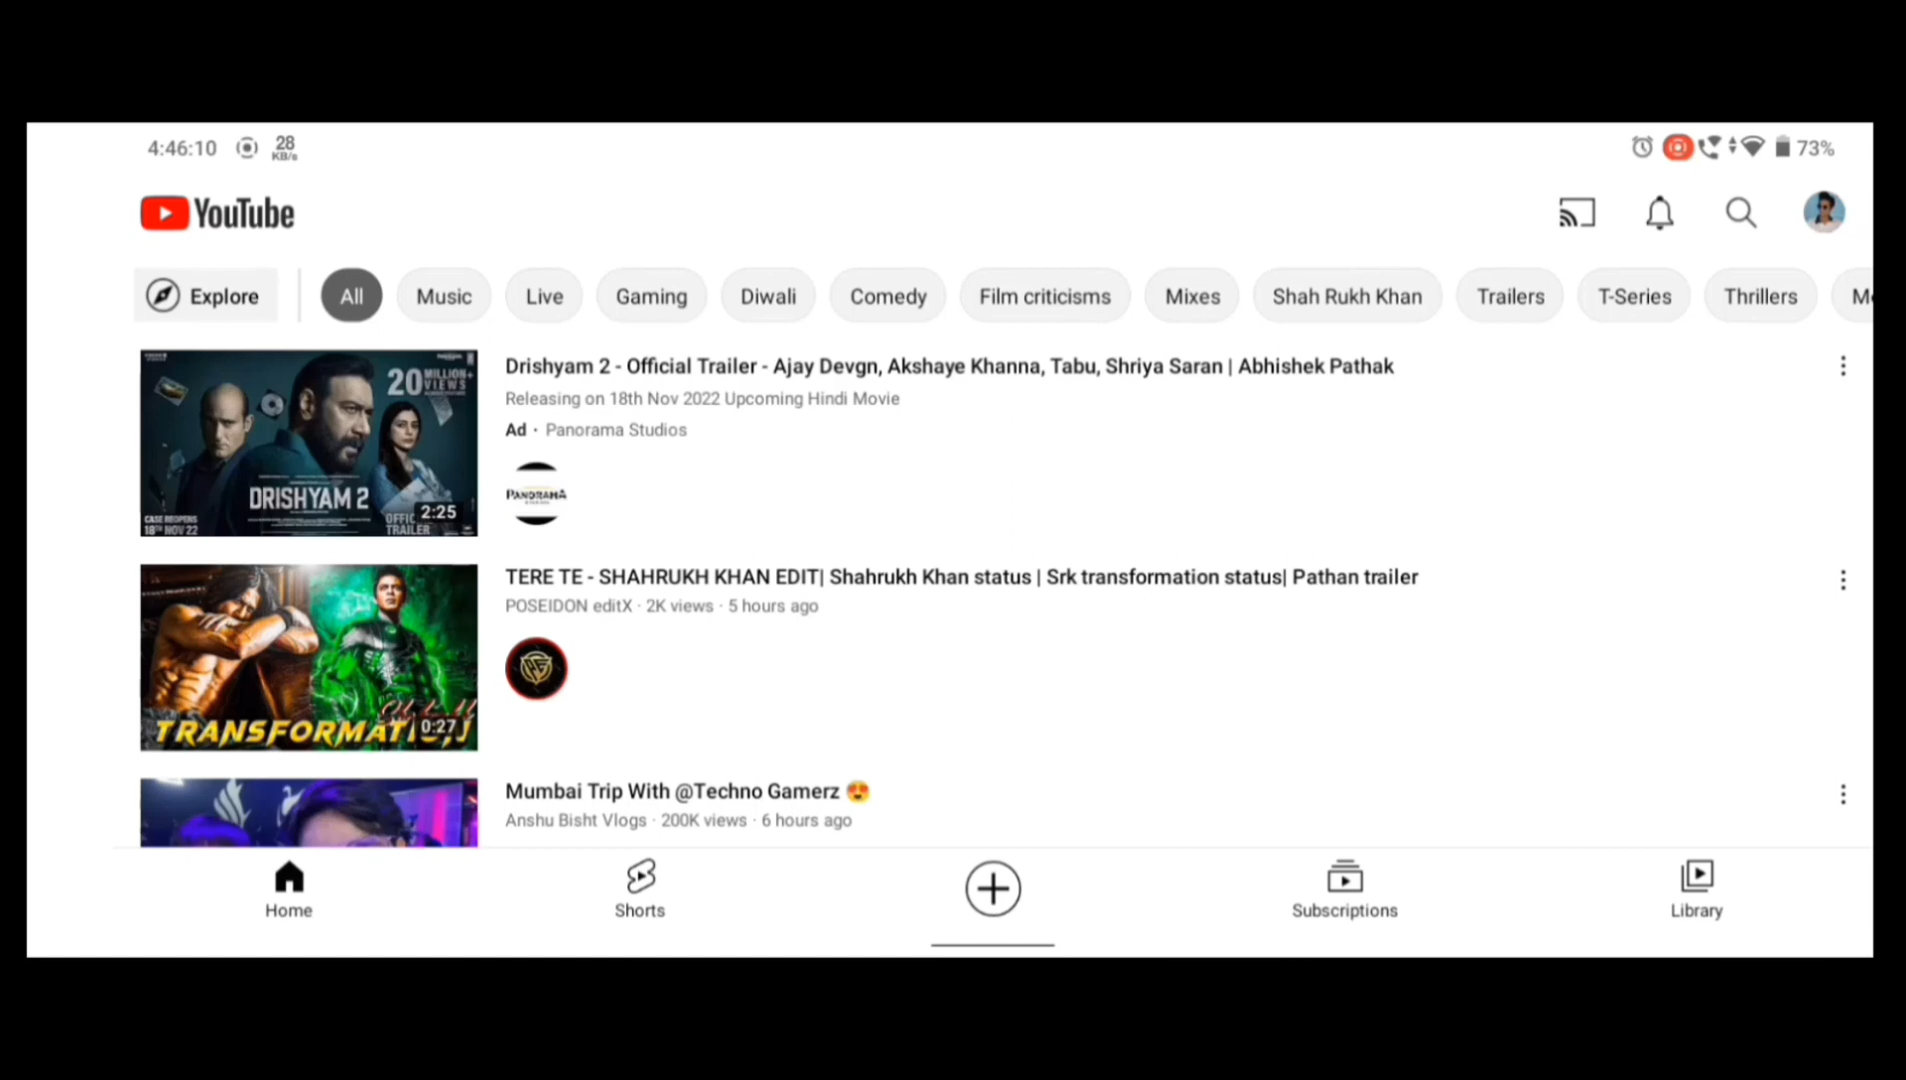 4:46:10 28 KB/s 73%
YouTube
Explore All Music Live Gaming Diwali Comedy Film criticisms Mixes Shah Rukh Khan Trailers T-Series Thrillers
20 MILLION+ VIEWS
DRISHYAM 2
CASE REOPENS
18TH NOV 22
TRAILER
2:25
Drishyam 2 - Official Trailer - Ajay Devgn, Akshaye Khanna, Tabu, Shriya Saran | Abhishek Pathak
Releasing on 18th Nov 2022 Upcoming Hindi Movie
Ad · Panorama Studios
PANORAMA
0:27
TERE TE - SHAHRUKH KHAN EDIT| Shahrukh Khan status | Srk transformation status| Pathan trailer
POSEIDON editX · 2K views · 5 hours ago
Mumbai Trip With @Techno Gamerz 😍
Anshu Bisht Vlogs · 200K views · 6 hours ago
Home Shorts Subscriptions Library